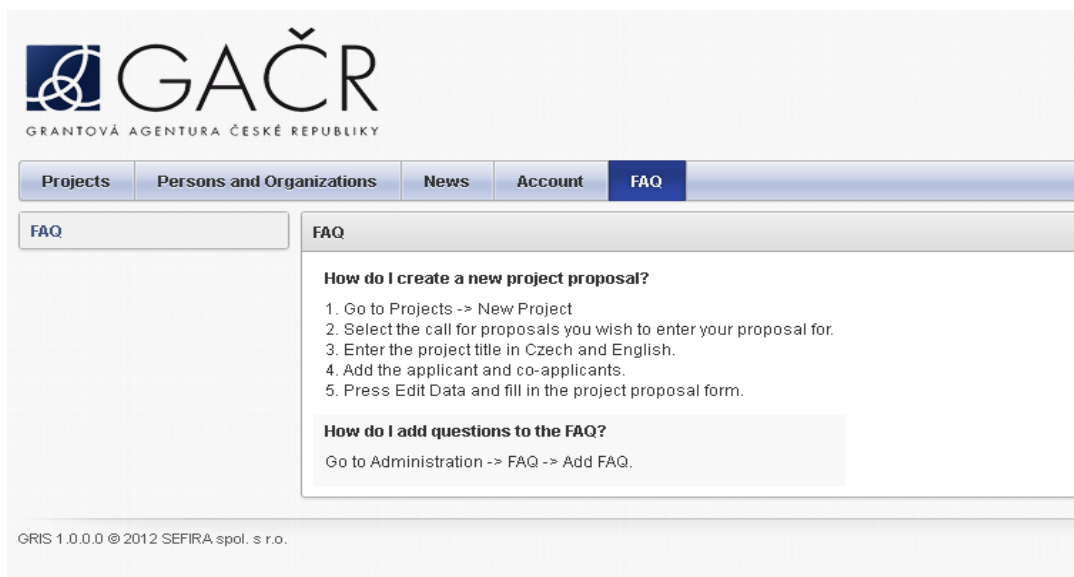 GAČR
GRANTOVÁ AGENTURA ČESKÉ REPUBLIKY
Projects Persons and Organizations News Account FAQ
FAQ
FAQ
How do I create a new project proposal?
1. Go to Projects -> New Project
2. Select the call for proposals you wish to enter your proposal for.
3. Enter the project title in Czech and English.
4. Add the applicant and co-applicants.
5. Press Edit Data and fill in the project proposal form.
How do I add questions to the FAQ?
Go to Administration -> FAQ -> Add FAQ.
GRIS 1.0.0.0 © 2012 SEFIRA spol. s r.o.